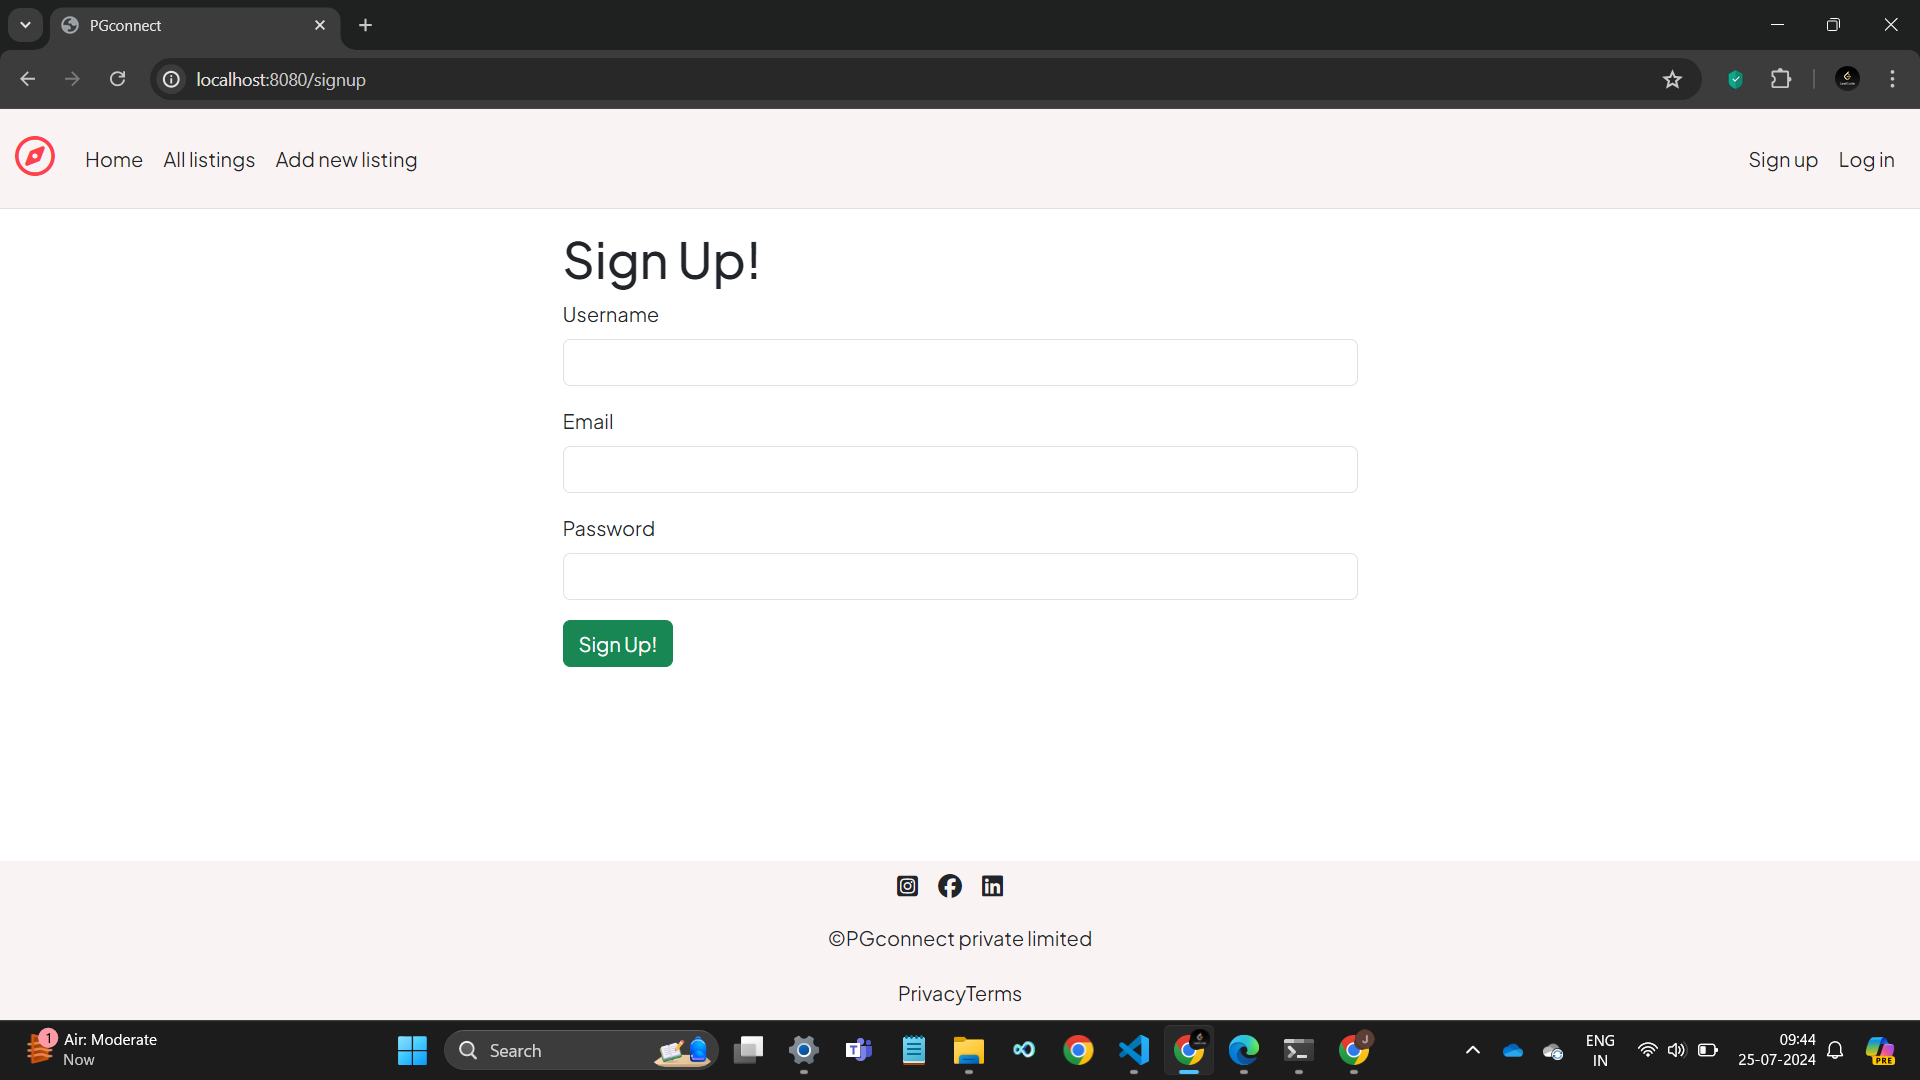 PGconnect
localhost:8080/signup
Home All listings Add new listing Sign up Log in
Sign Up!
Username
Email
Password
Sign Up!
©PGconnect private limited
PrivacyTerms
1
Air: Moderate
Now
Search
J
ENG
IN
09:44
25-07-2024
PRE